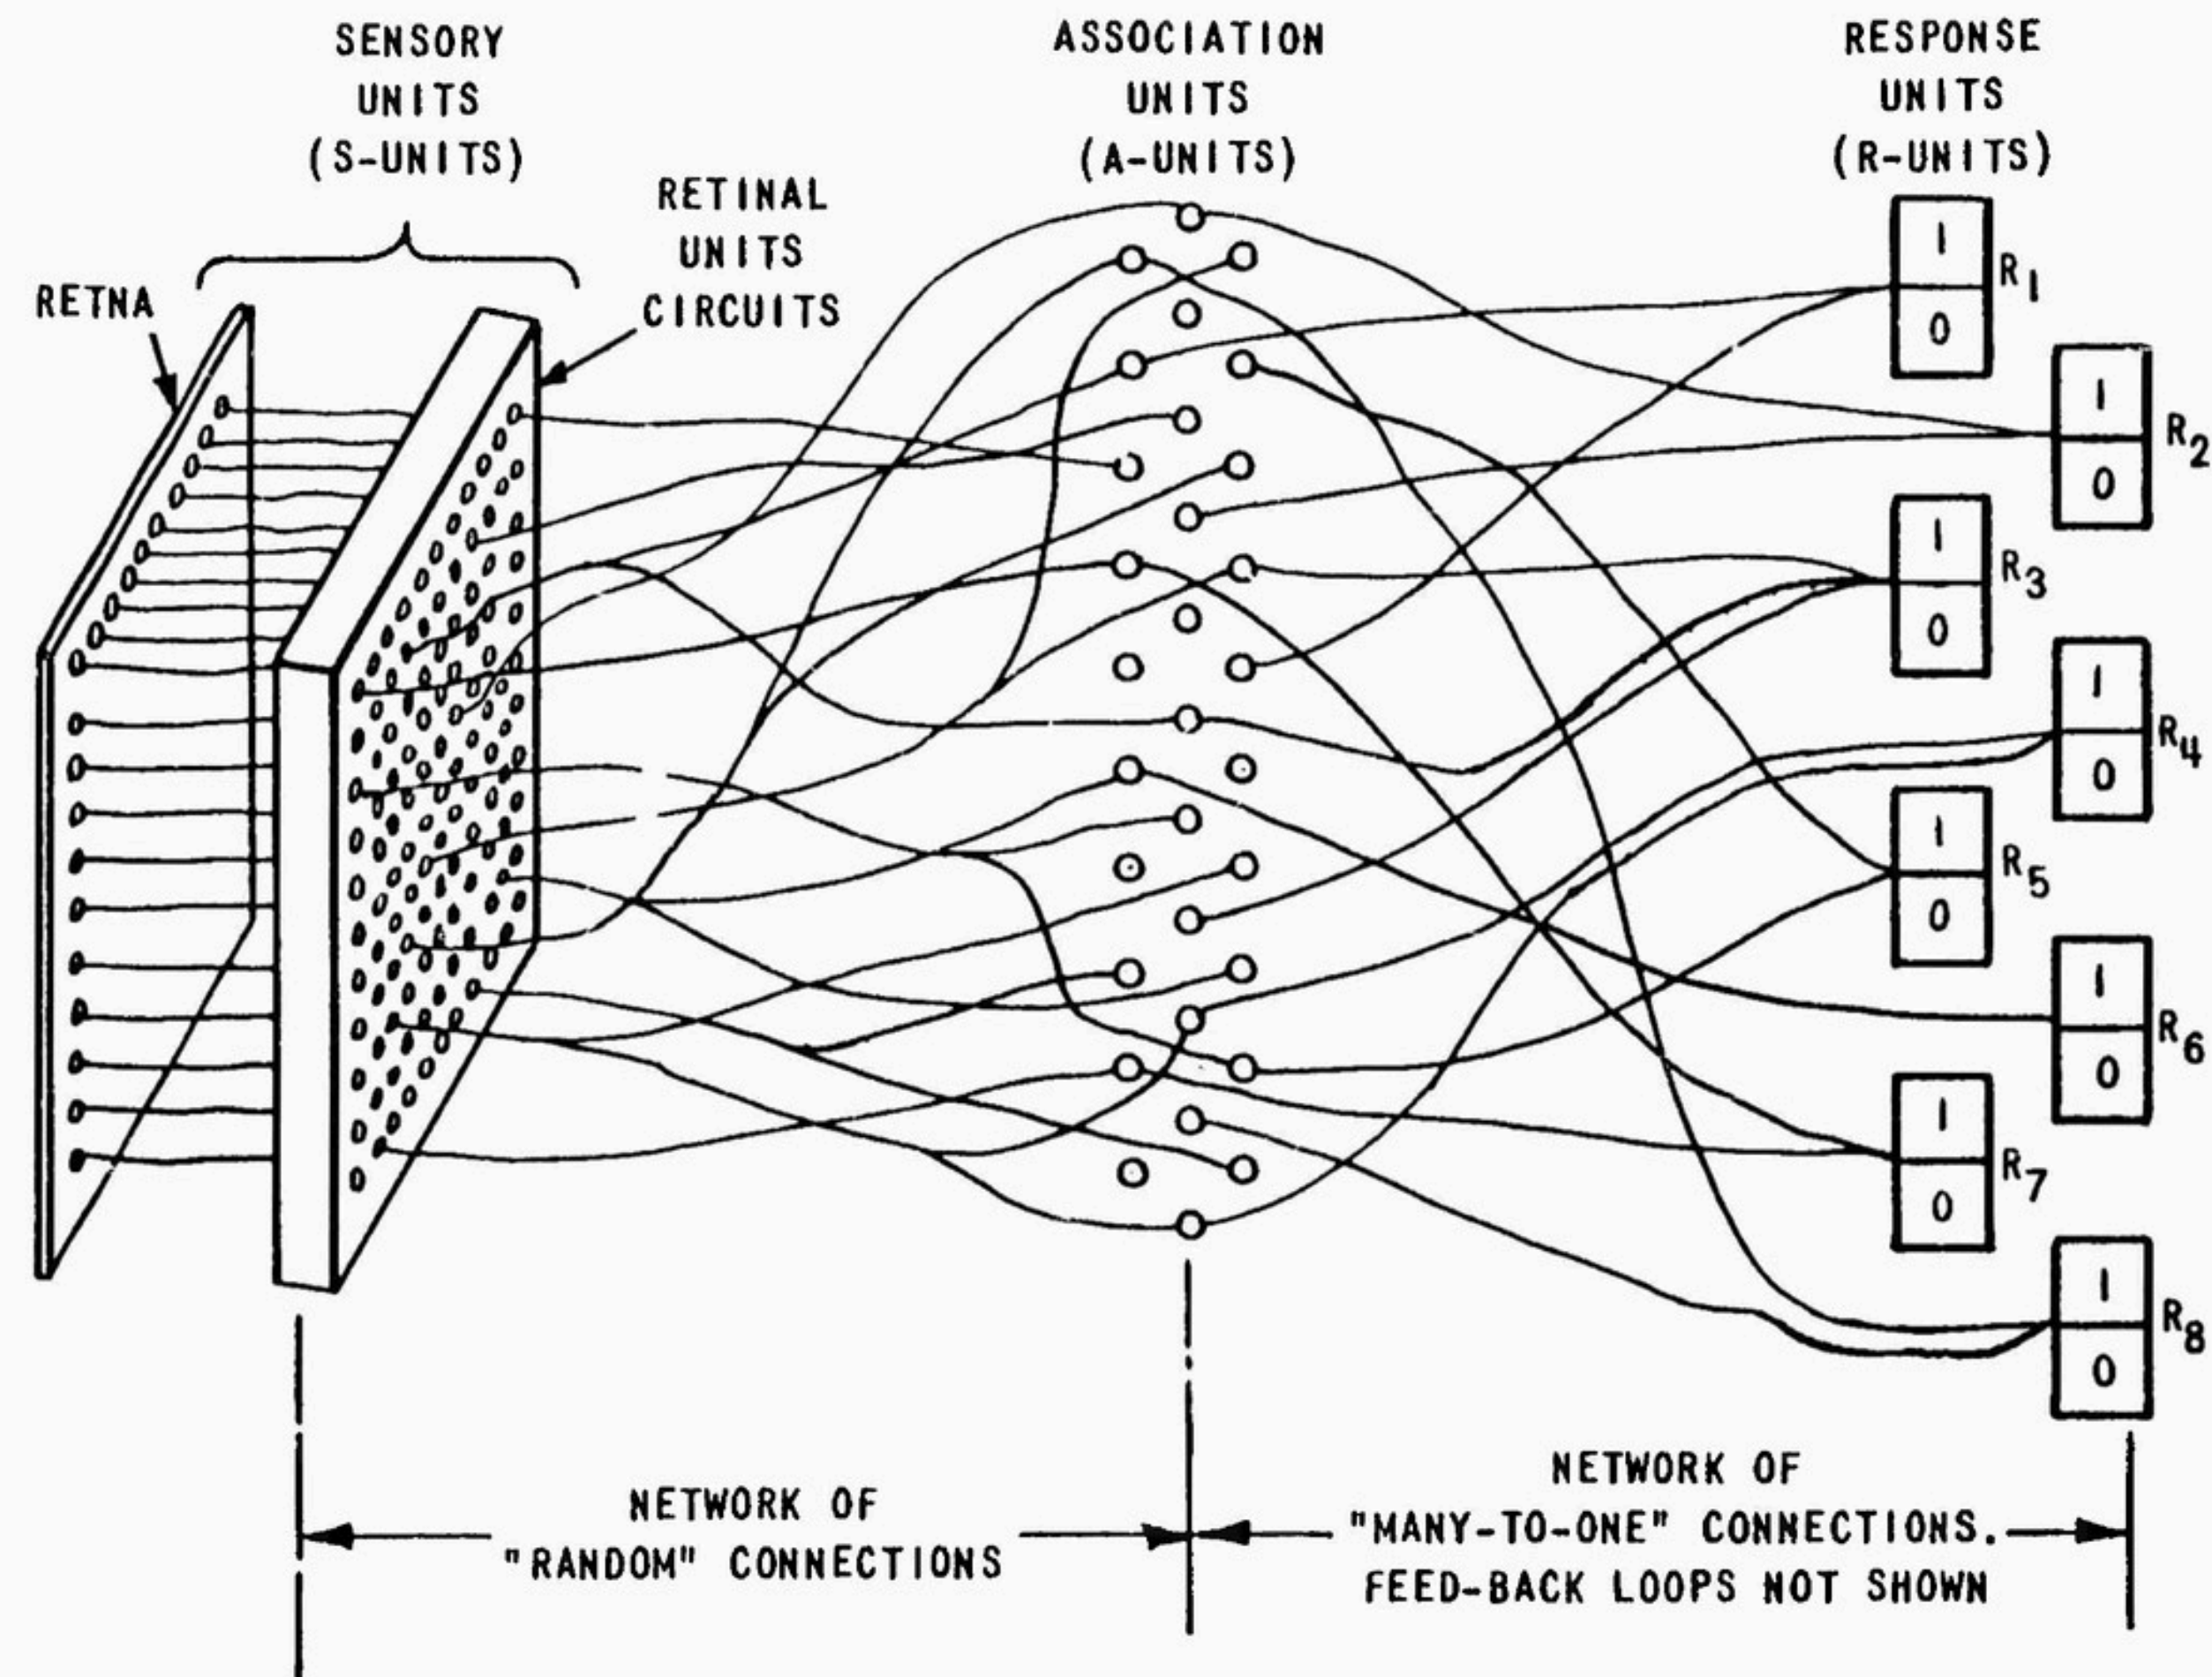 SENSORY
UNITS
(S-UNITS)
ASSOCIATION
UNITS
(A-UNITS)
RESPONSE
UNITS
(R-UNITS)
RETINAL
UNITS
CIRCUITS
RETNA
1
0
R1
1
0
R2
1
0
R3
1
0
R4
1
0
R5
1
0
R6
1
0
R7
1
0
R8
NETWORK OF
"RANDOM" CONNECTIONS
NETWORK OF
"MANY-TO-ONE" CONNECTIONS.
FEED-BACK LOOPS NOT SHOWN